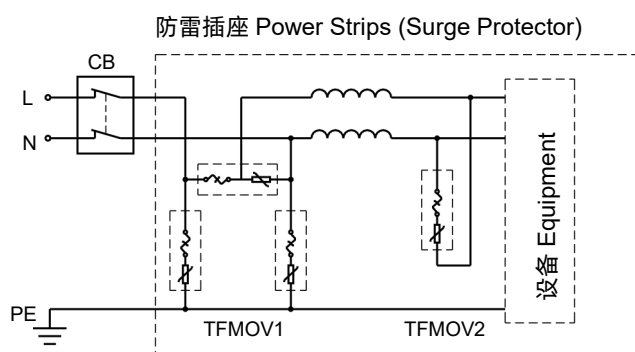 防雷插座 Power Strips (Surge Protector)
CB
L
N
PE
TFMOV1
TFMOV2
设备 Equipment